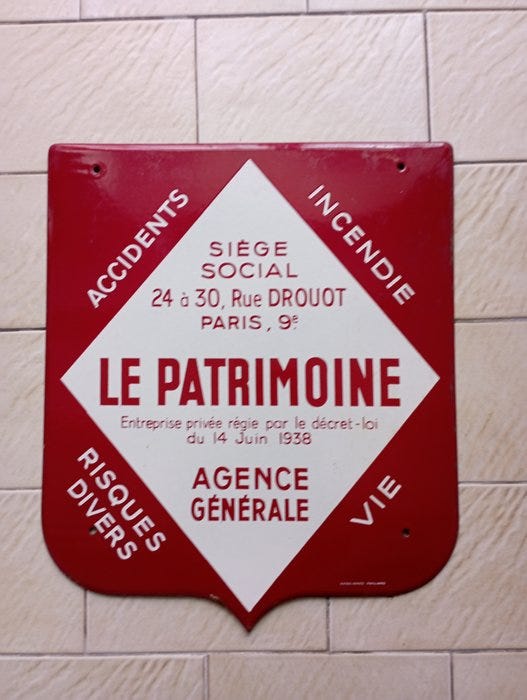 ACCIDENTS
INCENDIE
SIÈGE
SOCIAL
24 à 30, Rue DROUOT
PARIS, 9e
LE PATRIMOINE
Entreprise privée régie par le décret-loi
du 14 Juin 1938
AGENCE
GÉNÉRALE
RISQUES
DIVERS
VIE